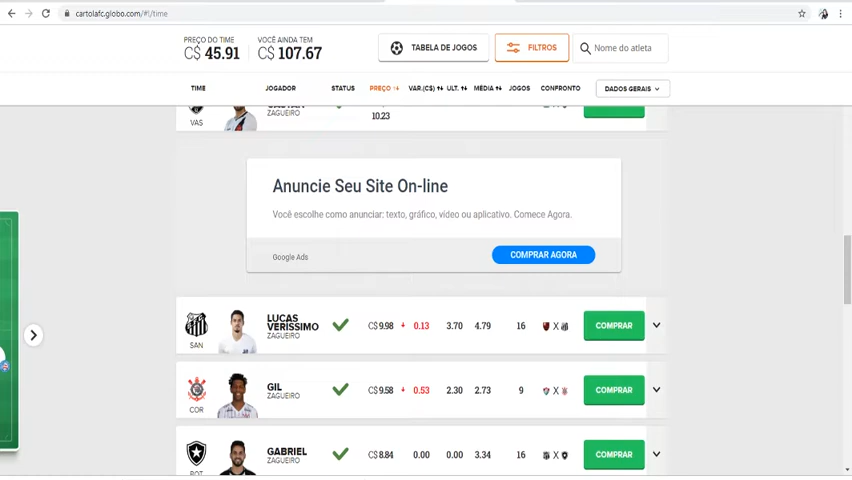 cartolafc.globo.com/#!/time
PREÇO DO TIME
C$ 45.91
VOCÊ AINDA TEM
C$ 107.67
TABELA DE JOGOS
FILTROS
Nome do atleta
TIME JOGADOR STATUS PREÇO VAR.(C$) ULT. MÉDIA JOGOS CONFRONTO DADOS GERAIS
VAS
ZAGUEIRO
10.23
Anuncie Seu Site On-line
Você escolhe como anunciar: texto, gráfico, vídeo ou aplicativo. Comece Agora.
Google Ads
COMPRAR AGORA
SAN
LUCAS
VERÍSSIMO
ZAGUEIRO
C$ 9.98 0.13 3.70 4.79 16 X COMPRAR
COR
GIL
ZAGUEIRO
C$ 9.58 0.53 2.30 2.73 9 X COMPRAR
BOT
GABRIEL
ZAGUEIRO
C$ 8.84 0.00 0.00 3.34 16 X COMPRAR